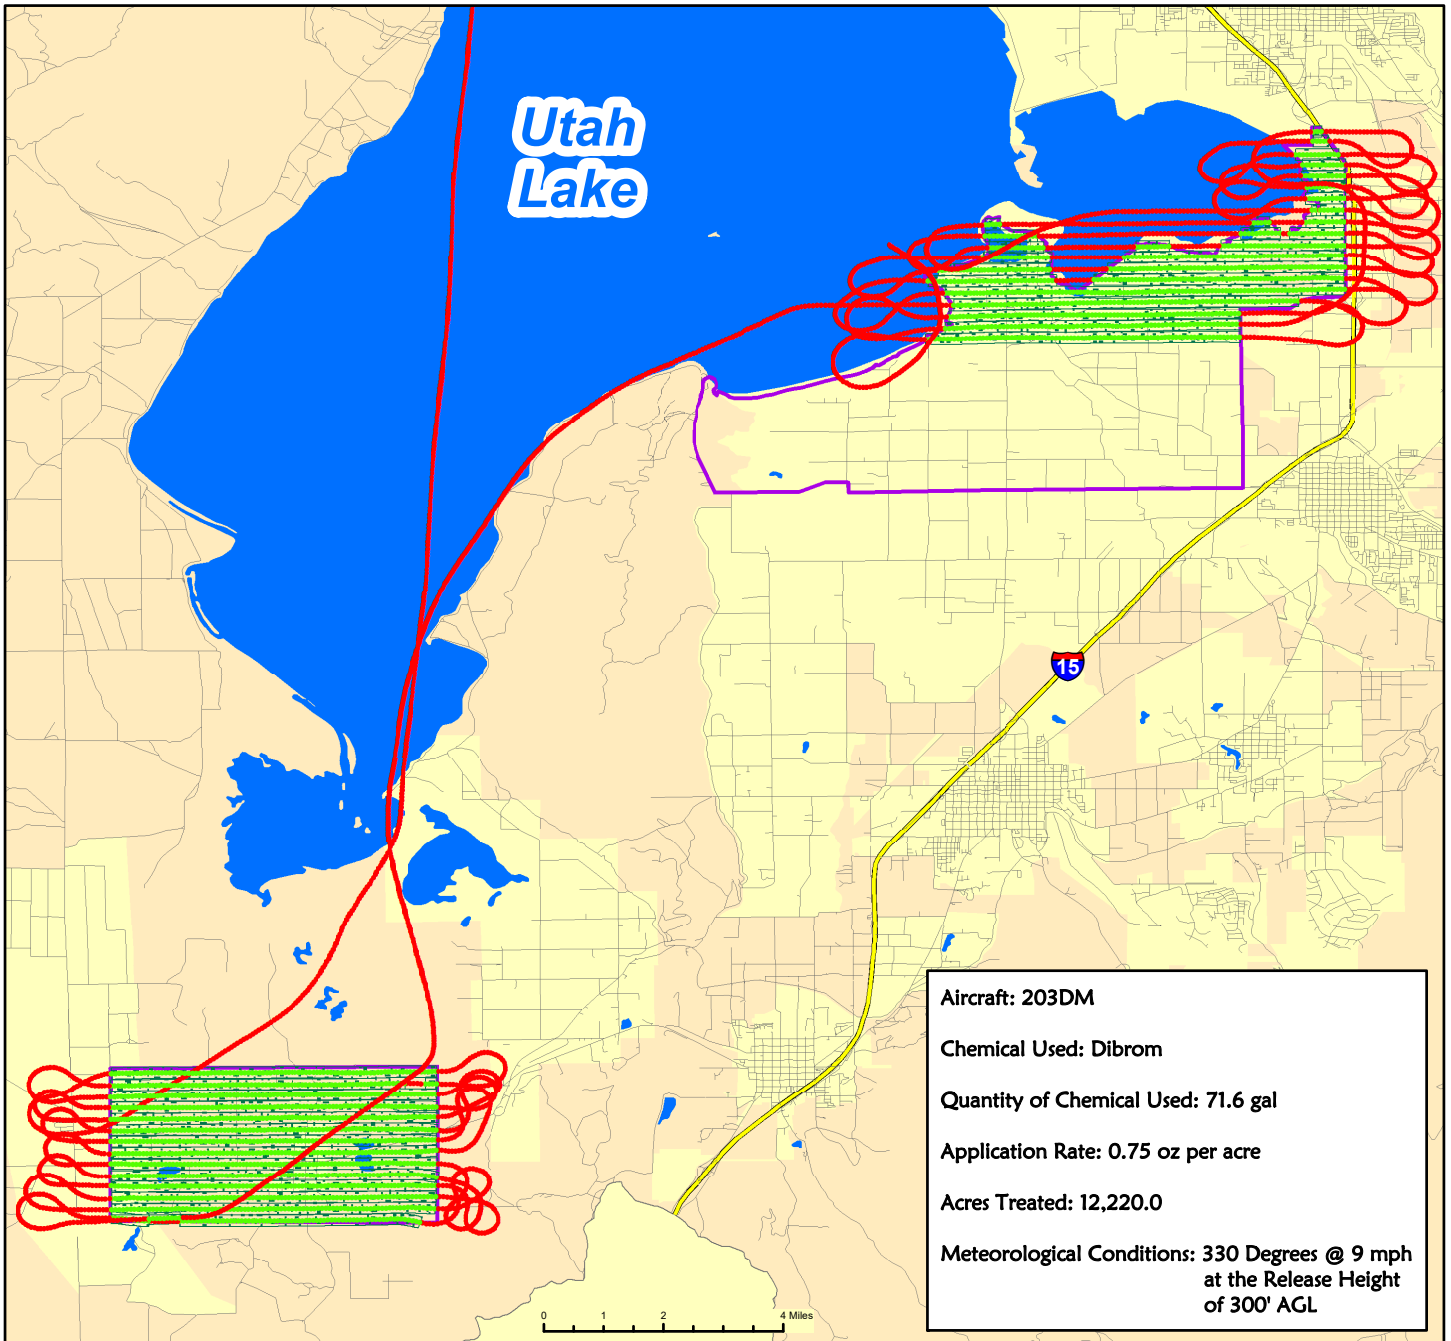 Utah
Lake
15
Aircraft: 203DM
Chemical Used: Dibrom
Quantity of Chemical Used: 71.6 gal
Application Rate: 0.75 oz per acre
Acres Treated: 12,220.0
Meteorological Conditions: 330 Degrees @ 9 mph
at the Release Height
of 300' AGL
0 1 2 4 Miles